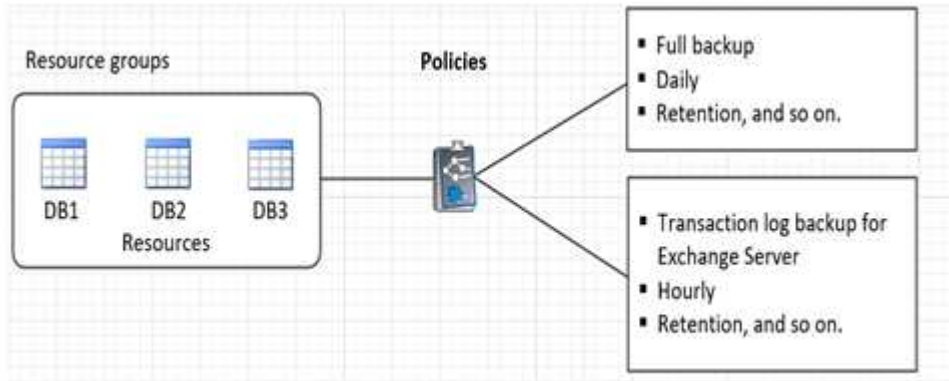 Resource groups
DB1
DB2
DB3
Resources
Policies
▪ Full backup
▪ Daily
▪ Retention, and so on.
▪ Transaction log backup for
Exchange Server
▪ Hourly
▪ Retention, and so on.